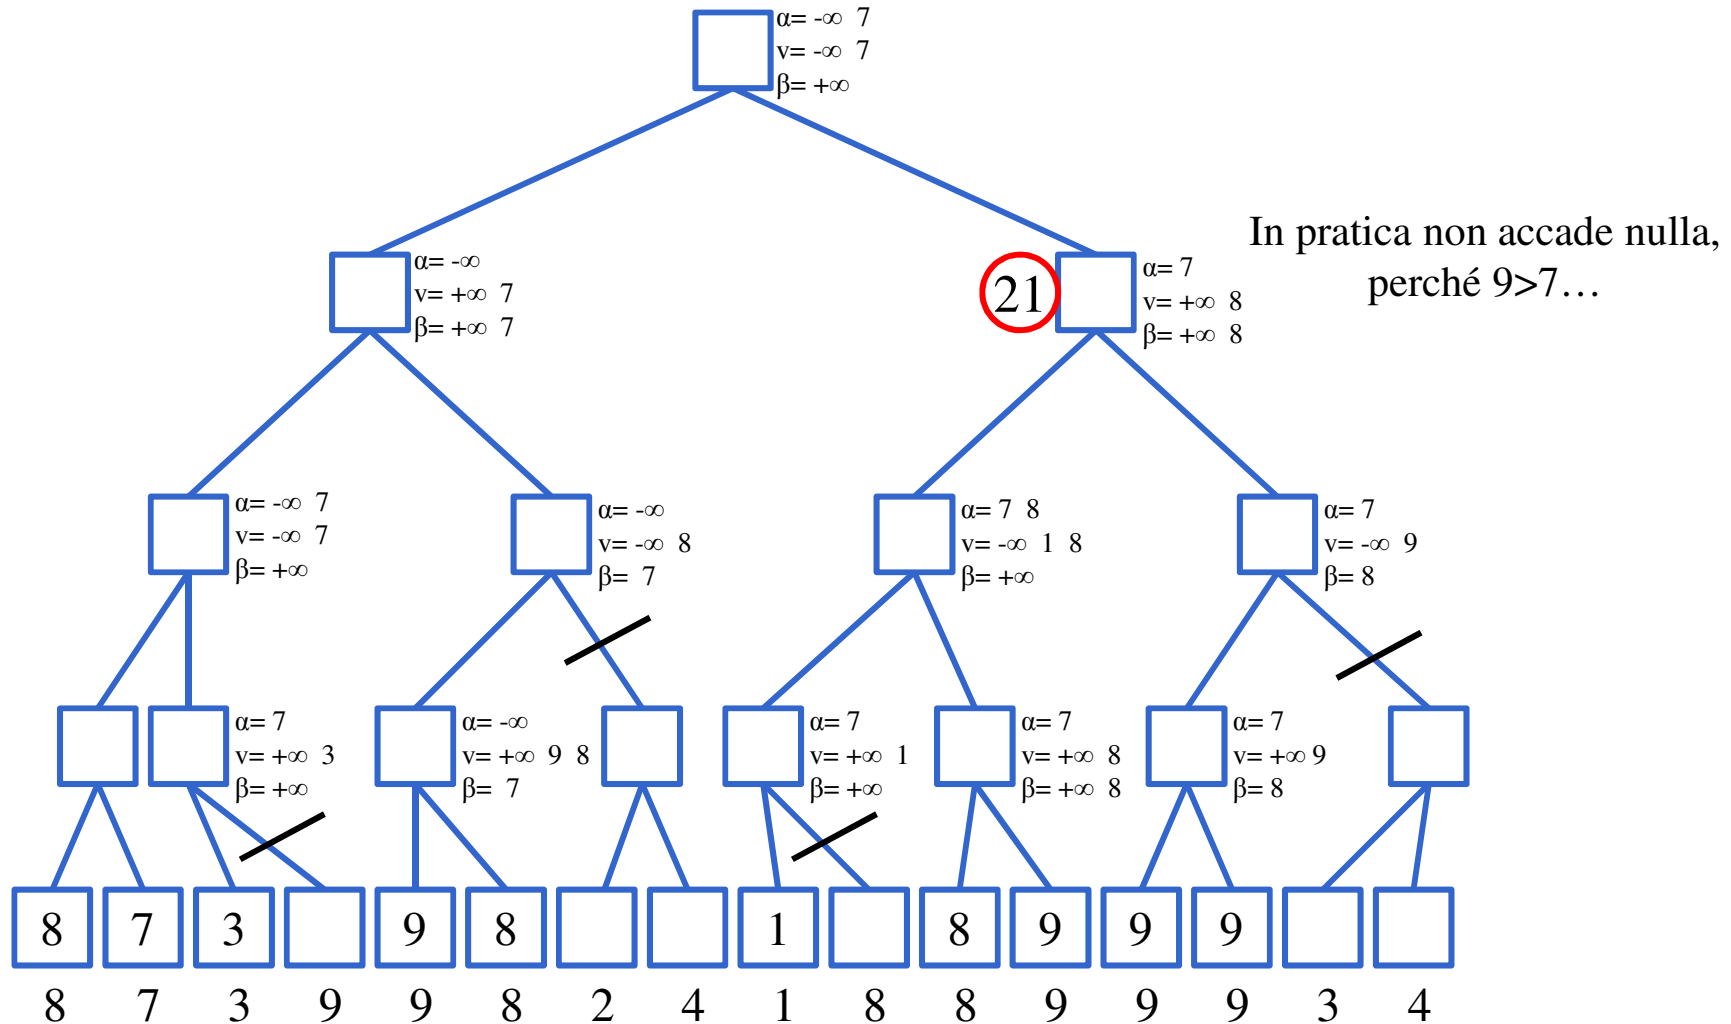 α= -∞ 7
v= -∞ 7
β= +∞
In pratica non accade nulla,
perché 9>7…
α= -∞
v= +∞ 7
β= +∞ 7
21
α= 7
v= +∞ 8
β= +∞ 8
α= -∞ 7
v= -∞ 7
β= +∞
α= -∞
v= -∞ 8
β= 7
α= 7 8
v= -∞ 1 8
β= +∞
α= 7
v= -∞ 9
β= 8
α= 7
v= +∞ 3
β= +∞
α= -∞
v= +∞ 9 8
β= 7
α= 7
v= +∞ 1
β= +∞
α= 7
v= +∞ 8
β= +∞ 8
α= 7
v= +∞ 9
β= 8
8 7 3 9 8 1 8 9 9 9
8 7 3 9 9 8 2 4 1 8 8 9 9 9 3 4